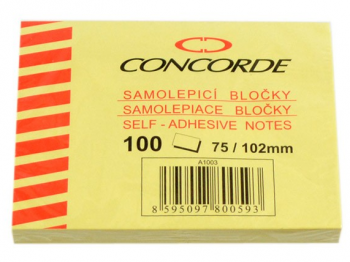 CONCORDE
SAMOLEPICÍ BLOČKY
SAMOLEPIACE BLOČKY
SELF - ADHESIVE NOTES
100 75 / 102mm
A1003
8 595097 800593